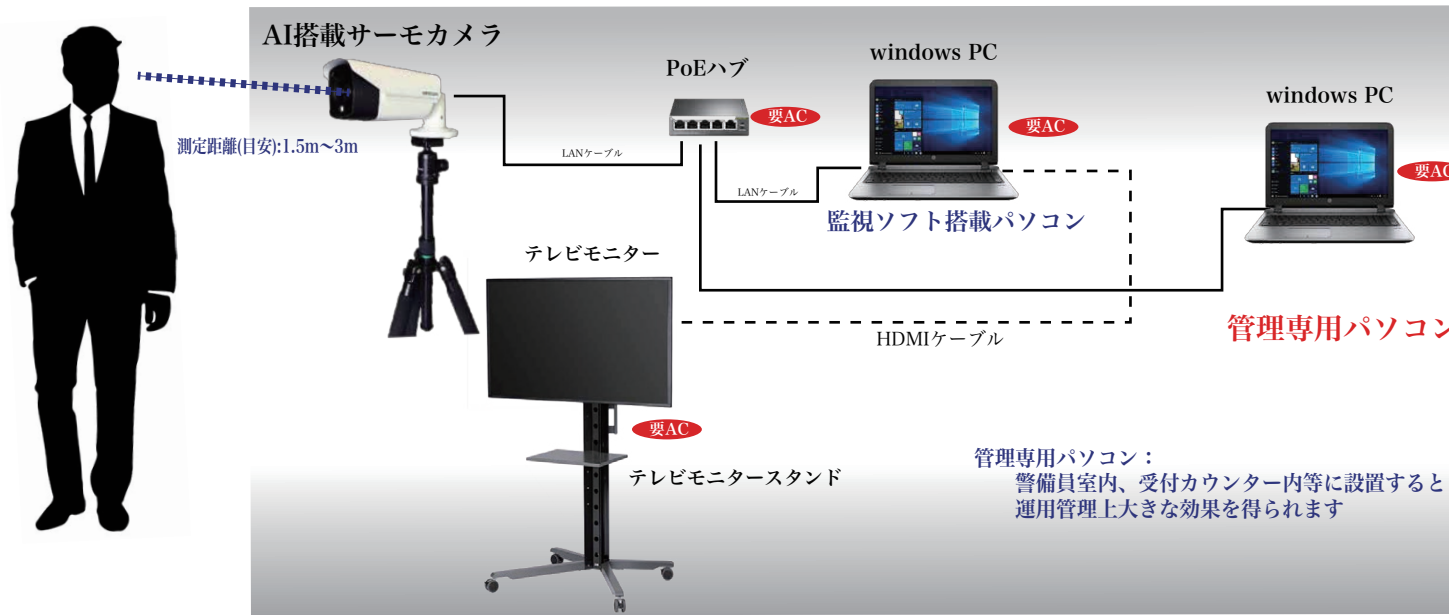 AI搭載サーモカメラ
測定距離(目安):1.5m〜3m
LANケーブル
PoEハブ
要AC
LANケーブル
windows PC
要AC
監視ソフト搭載パソコン
windows PC
要AC
管理専用パソコン
テレビモニター
HDMIケーブル
要AC
テレビモニタースタンド
管理専用パソコン：
警備員室内、受付カウンター内等に設置すると
運用管理上大きな効果を得られます